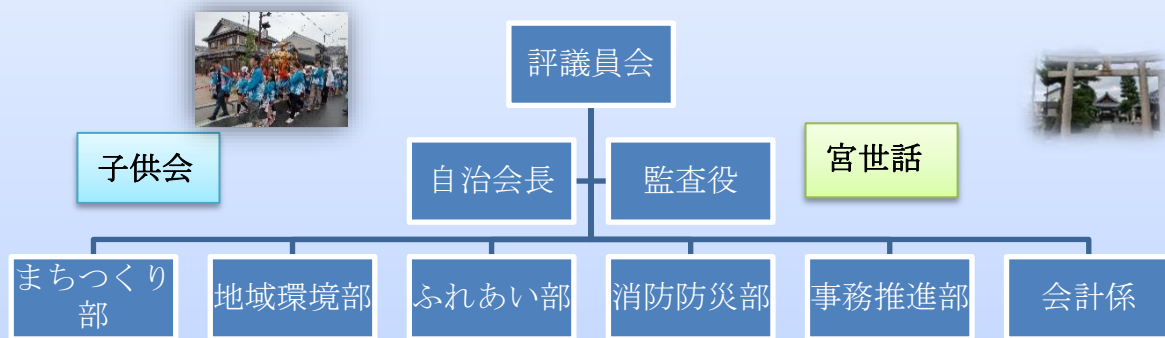 評議員会
子供会
自治会長
監査役
宮世話
まちつくり
部
地域環境部
ふれあい部
消防防災部
事務推進部
会計係